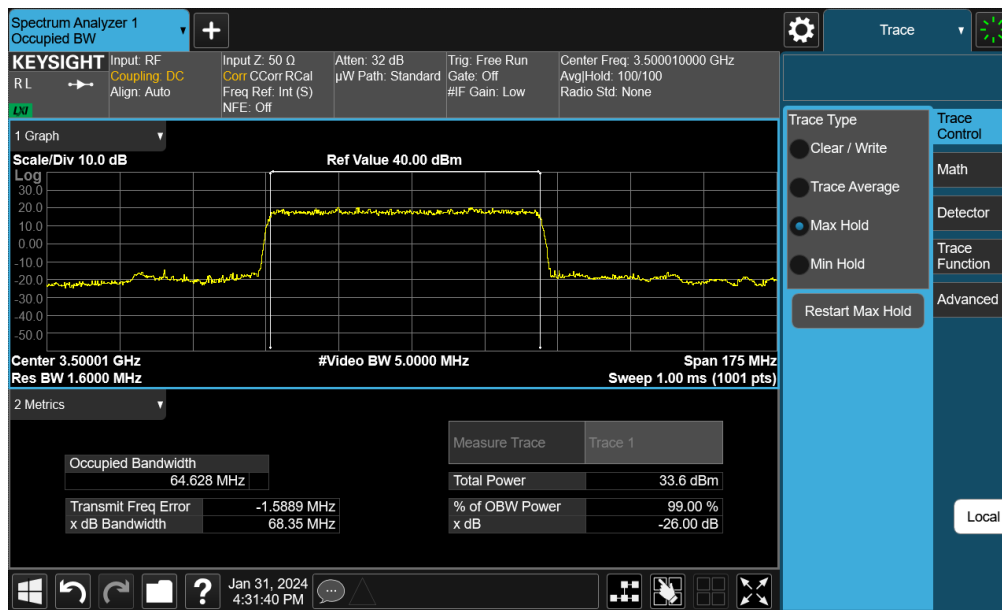 Spectrum Analyzer 1
Occupied BW
+
Trace
KEYSIGHT
R L
LXI
Input: RF
Coupling: DC
Align: Auto
Input Z: 50 Ω
Corr CCorr RCal
Freq Ref: Int (S)
NFE: Off
Atten: 32 dB
µW Path: Standard
Trig: Free Run
Gate: Off
#IF Gain: Low
Center Freq: 3.500010000 GHz
Avg|Hold: 100/100
Radio Std: None
1 Graph
Scale/Div 10.0 dB
Ref Value 40.00 dBm
Log
30.0
20.0
10.0
0.00
-10.0
-20.0
-30.0
-40.0
-50.0
Center 3.50001 GHz
#Video BW 5.0000 MHz
Span 175 MHz
Res BW 1.6000 MHz
Sweep 1.00 ms (1001 pts)
2 Metrics
Measure Trace
Trace 1
Occupied Bandwidth
64.628 MHz
Total Power
33.6 dBm
Transmit Freq Error
-1.5889 MHz
% of OBW Power
99.00 %
x dB Bandwidth
68.35 MHz
x dB
-26.00 dB
Trace Type
Clear / Write
Trace Average
Max Hold
Min Hold
Restart Max Hold
Trace
Control
Math
Detector
Trace
Function
Advanced
Local
?
Jan 31, 2024
4:31:40 PM